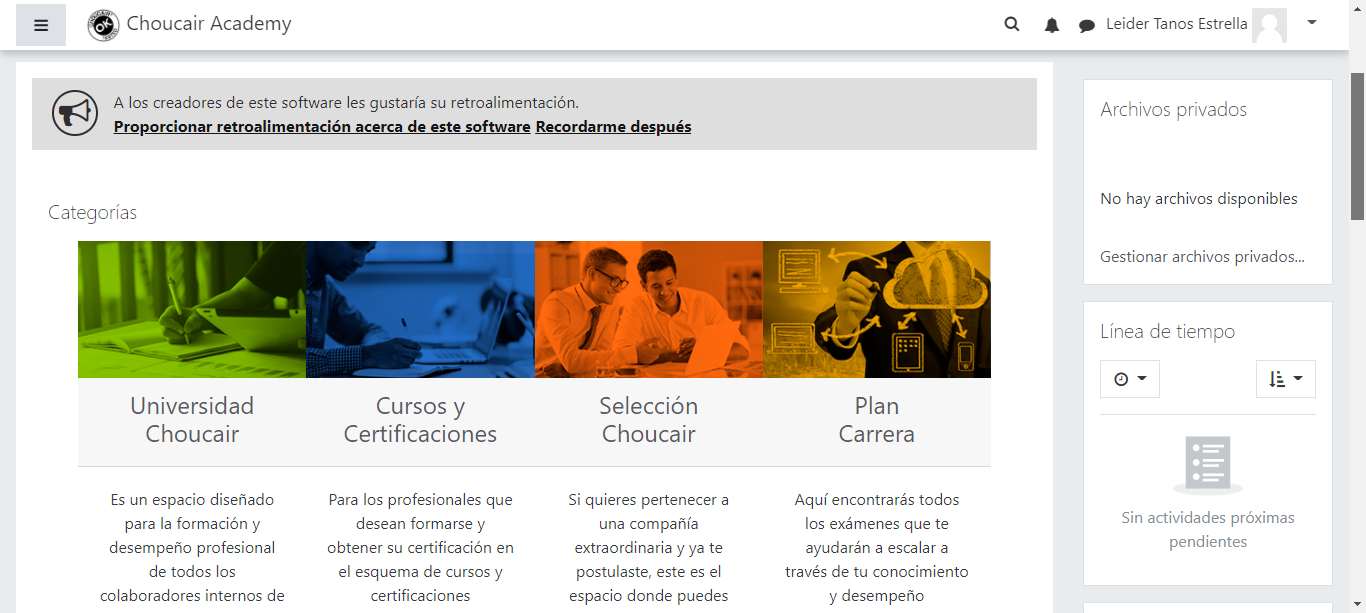 Choucair Academy
Leider Tanos Estrella
A los creadores de este software les gustaría su retroalimentación.
Proporcionar retroalimentación acerca de este software Recordarme después
Categorías
Universidad
Choucair
Es un espacio diseñado
para la formación y
desempeño profesional
de todos los
colaboradores internos de
Cursos y
Certificaciones
Para los profesionales que
desean formarse y
obtener su certificación en
el esquema de cursos y
certificaciones
Selección
Choucair
Si quieres pertenecer a
una compañía
extraordinaria y ya te
postulaste, este es el
espacio donde puedes
Plan
Carrera
Aquí encontrarás todos
los exámenes que te
ayudarán a escalar a
través de tu conocimiento
y desempeño
Archivos privados
No hay archivos disponibles
Gestionar archivos privados...
Línea de tiempo
Sin actividades próximas
pendientes